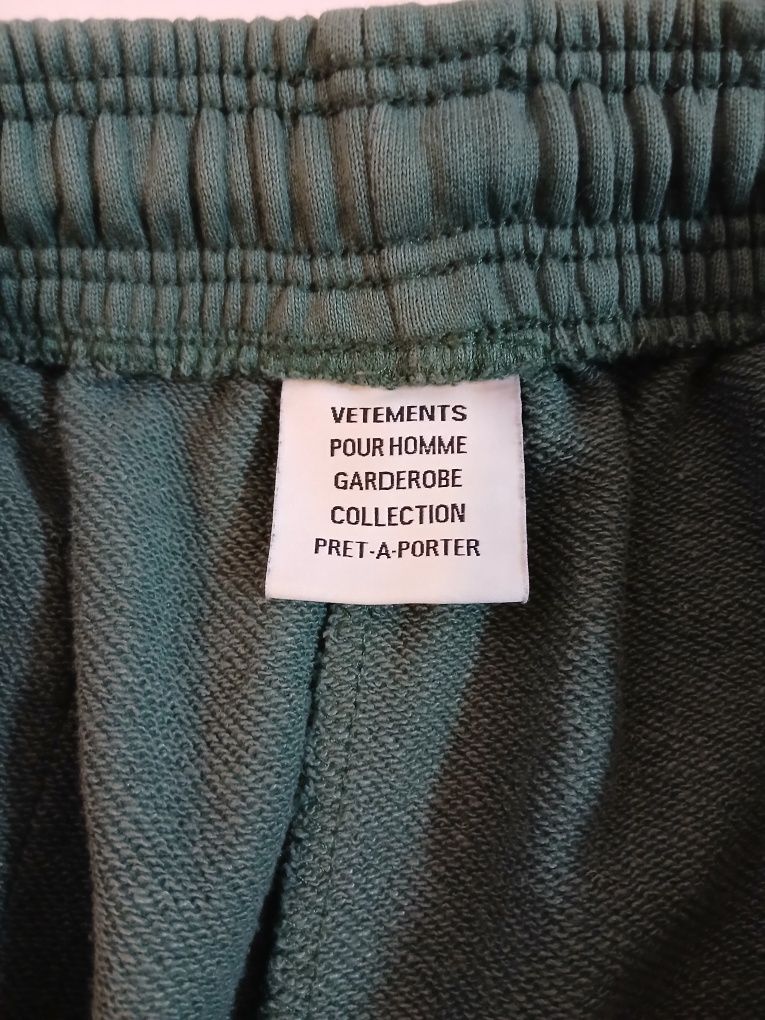 VETEMENTS
POUR HOMME
GARDEROBE
COLLECTION
PRET-A-PORTER